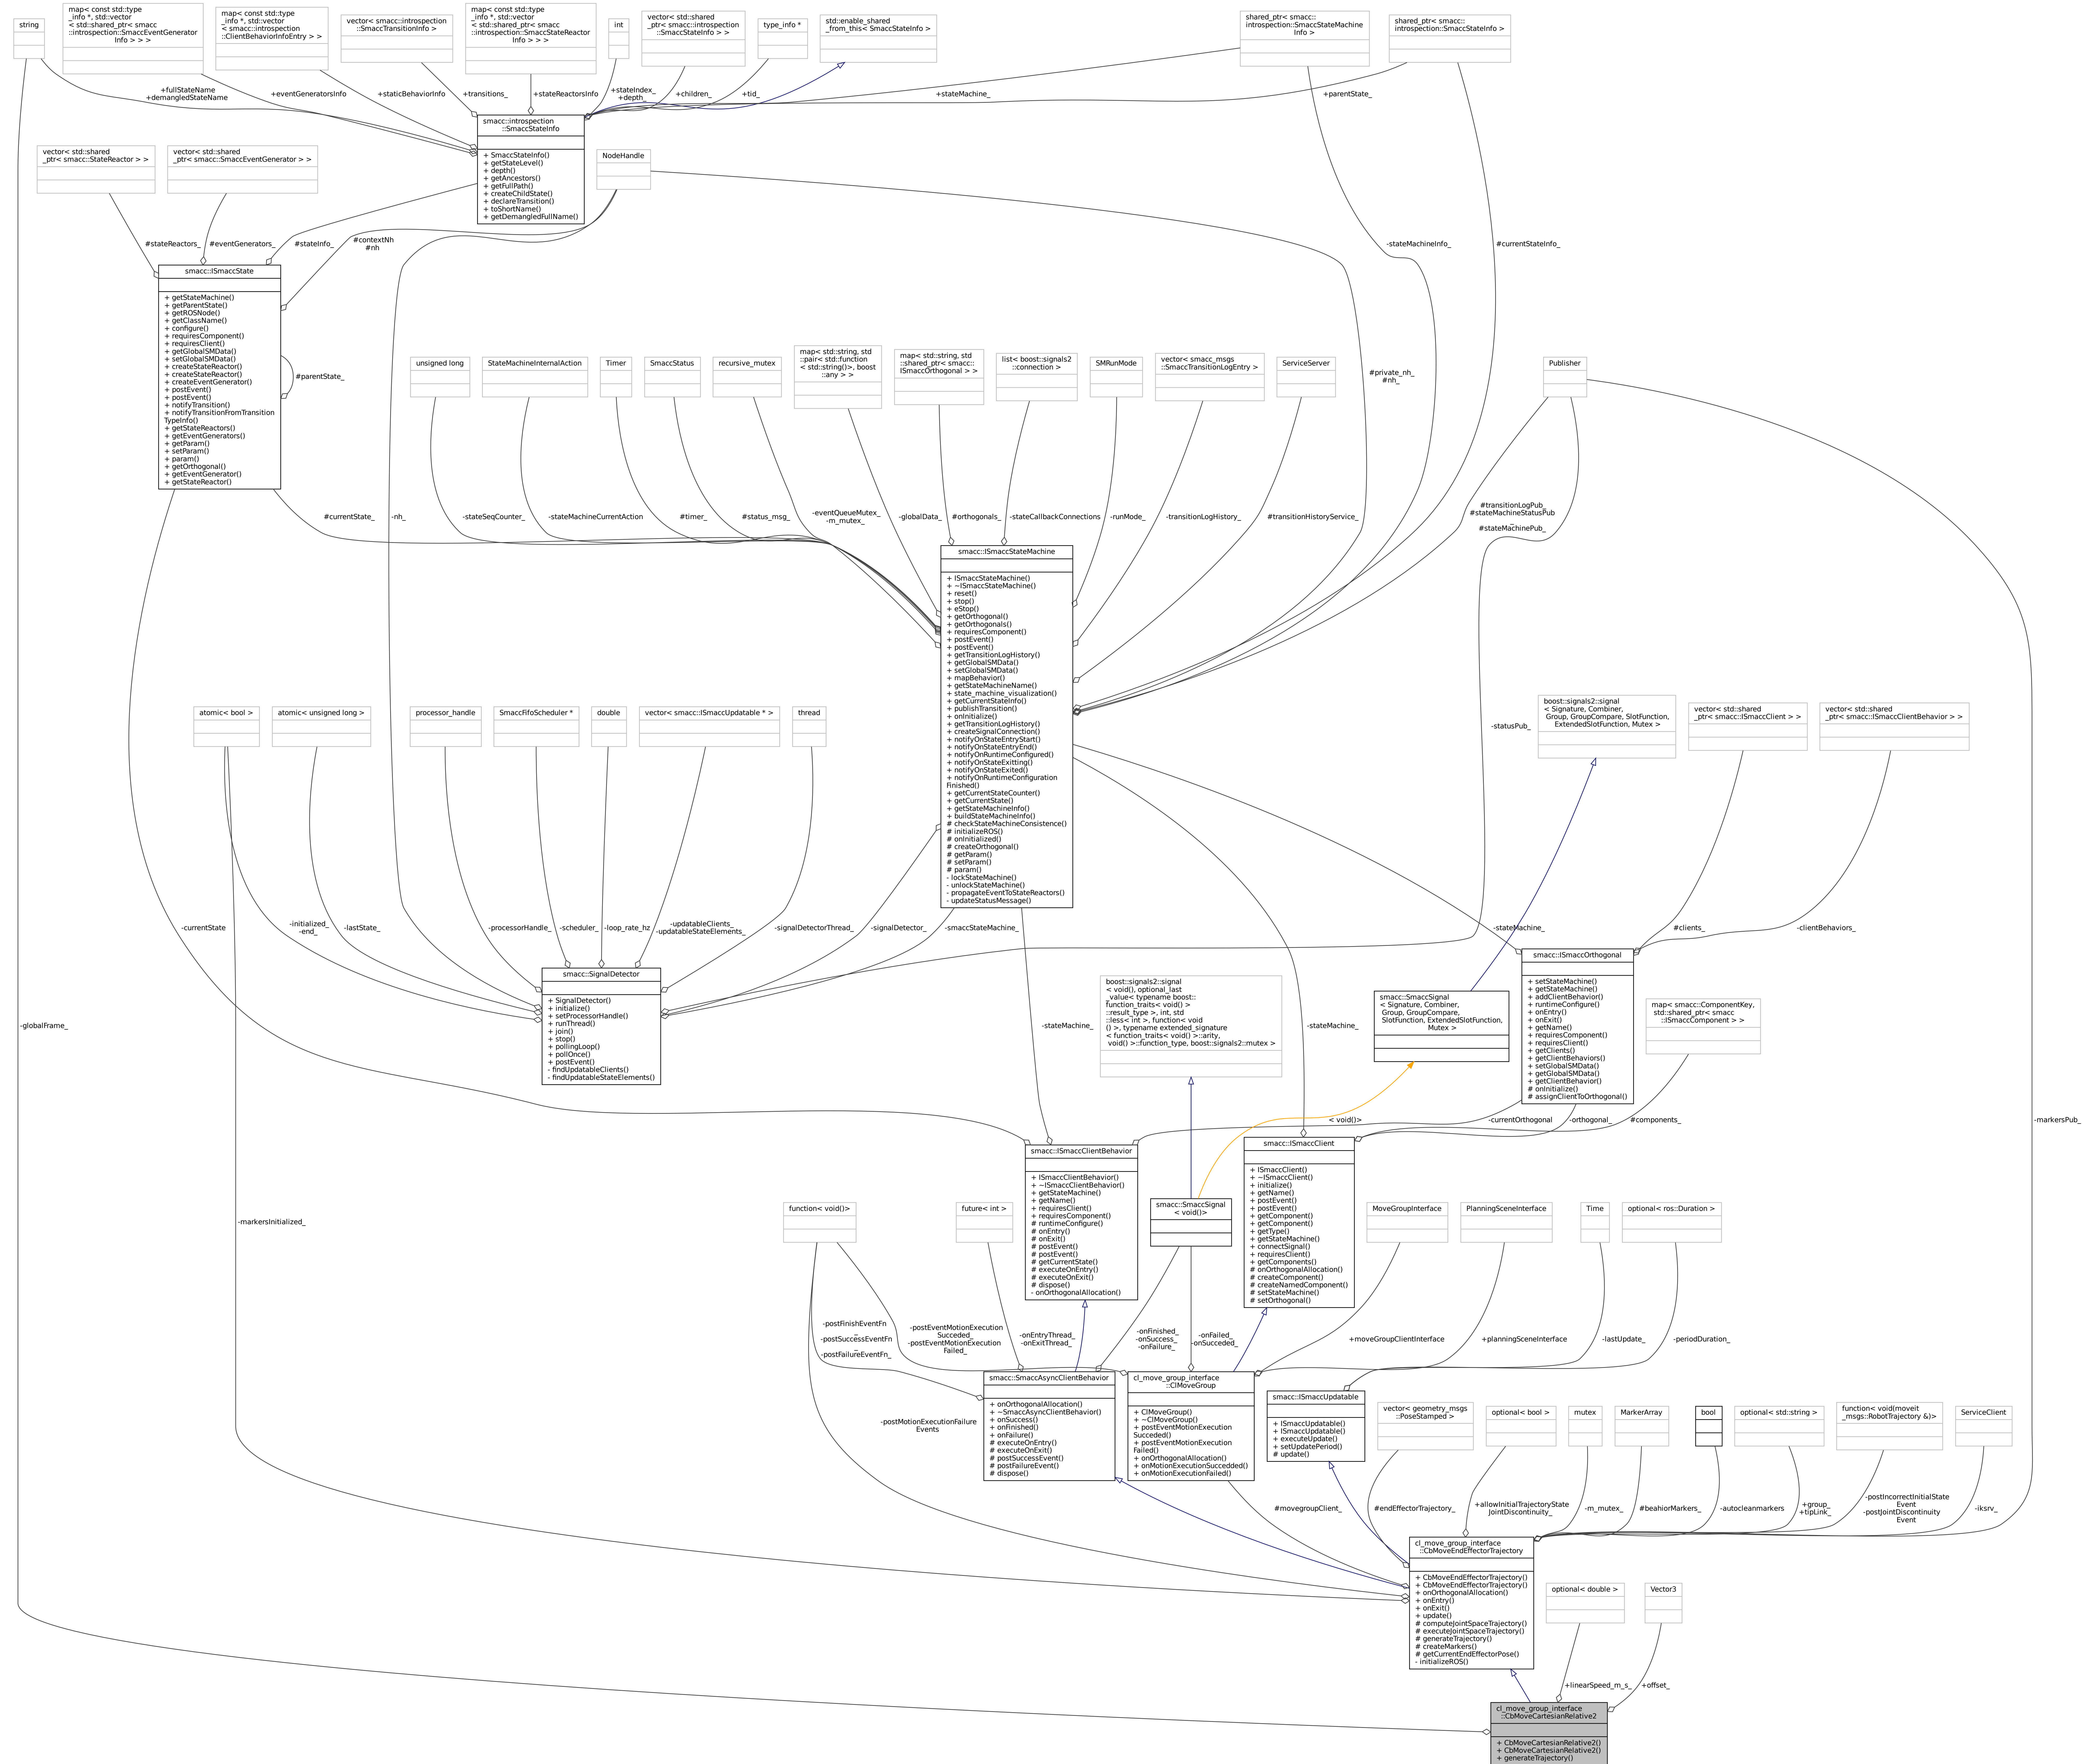 string
map< const std::type
_info *, std::vector
< std::shared_ptr< smacc
::introspection::SmaccEventGenerator
Info > > >
map< const std::type
_info *, std::vector
< smacc::introspection
::ClientBehaviorInfoEntry > >
vector< smacc::introspection
::SmaccTransitionInfo >
map< const std::type
_info *, std::vector
< std::shared_ptr< smacc
::introspection::SmaccStateReactor
Info > > >
int
vector< std::shared
_ptr< smacc::introspection
::SmaccStateInfo > >
type_info *
std::enable_shared
_from_this< SmaccStateInfo >
shared_ptr< smacc::
introspection::SmaccStateMachine
Info >
shared_ptr< smacc::
introspection::SmaccStateInfo >
+fullStateName
+demangledStateName
+eventGeneratorsInfo
+staticBehaviorInfo
+transitions_
+stateReactorsInfo
+stateIndex_
+depth_
+children_
+tid_
+stateMachine_
+parentState_
smacc::introspection
::SmaccStateInfo
+ SmaccStateInfo()
+ getStateLevel()
+ depth()
+ getAncestors()
+ getFullPath()
+ createChildState()
+ declareTransition()
+ toShortName()
+ getDemangledFullName()
vector< std::shared
_ptr< smacc::StateReactor > >
vector< std::shared
_ptr< smacc::SmaccEventGenerator > >
NodeHandle
#stateReactors_
#eventGenerators_
#stateInfo_
#contextNh
#nh
-stateMachineInfo_
#currentStateInfo_
smacc::ISmaccState
+ getStateMachine()
+ getParentState()
+ getROSNode()
+ getClassName()
+ configure()
+ requiresComponent()
+ requiresClient()
+ getGlobalSMData()
+ setGlobalSMData()
+ createStateReactor()
+ createStateReactor()
+ createEventGenerator()
+ postEvent()
+ postEvent()
+ notifyTransition()
+ notifyTransitionFromTransition
TypeInfo()
+ getStateReactors()
+ getEventGenerators()
+ getParam()
+ setParam()
+ param()
+ getOrthogonal()
+ getEventGenerator()
+ getStateReactor()
#parentState_
unsigned long
StateMachineInternalAction
Timer
SmaccStatus
recursive_mutex
map< std::string, std
::pair< std::function
< std::string()>, boost
::any > >
map< std::string, std
::shared_ptr< smacc::
ISmaccOrthogonal > >
list< boost::signals2
::connection >
SMRunMode
vector< smacc_msgs
::SmaccTransitionLogEntry >
ServiceServer
#private_nh_
#nh_
Publisher
#currentState_
-nh_
-stateSeqCounter_
-stateMachineCurrentAction
#timer_
#status_msg_
-eventQueueMutex_
-m_mutex_
-globalData_
#orthogonals_
-stateCallbackConnections
-runMode_
-transitionLogHistory_
#transitionHistoryService_
#transitionLogPub_
#stateMachineStatusPub
_
#stateMachinePub_
smacc::ISmaccStateMachine
+ ISmaccStateMachine()
+ ~ISmaccStateMachine()
+ reset()
+ stop()
+ eStop()
+ getOrthogonal()
+ getOrthogonals()
+ requiresComponent()
+ postEvent()
+ postEvent()
+ getTransitionLogHistory()
+ getGlobalSMData()
+ setGlobalSMData()
+ mapBehavior()
+ getStateMachineName()
+ state_machine_visualization()
+ getCurrentStateInfo()
+ publishTransition()
+ onInitialize()
+ getTransitionLogHistory()
+ createSignalConnection()
+ notifyOnStateEntryStart()
+ notifyOnStateEntryEnd()
+ notifyOnRuntimeConfigured()
+ notifyOnStateExitting()
+ notifyOnStateExited()
+ notifyOnRuntimeConfiguration
Finished()
+ getCurrentStateCounter()
+ getCurrentState()
+ getStateMachineInfo()
+ buildStateMachineInfo()
# checkStateMachineConsistence()
# initializeROS()
# onInitialized()
# createOrthogonal()
# getParam()
# setParam()
# param()
- lockStateMachine()
- unlockStateMachine()
- propagateEventToStateReactors()
- updateStatusMessage()
atomic< bool >
atomic< unsigned long >
processor_handle
SmaccFifoScheduler *
double
vector< smacc::ISmaccUpdatable * >
thread
-statusPub_
boost::signals2::signal
< Signature, Combiner,
Group, GroupCompare, SlotFunction,
ExtendedSlotFunction, Mutex >
vector< std::shared
_ptr< smacc::ISmaccClient > >
vector< std::shared
_ptr< smacc::ISmaccClientBehavior > >
-currentState
-initialized_
-end_
-lastState_
-processorHandle_
-scheduler_
-loop_rate_hz
-updatableClients_
-updatableStateElements_
-signalDetectorThread_
-signalDetector_
-smaccStateMachine_
-stateMachine_
#clients_
-clientBehaviors_
smacc::SignalDetector
+ SignalDetector()
+ initialize()
+ setProcessorHandle()
+ runThread()
+ join()
+ stop()
+ pollingLoop()
+ pollOnce()
+ postEvent()
- findUpdatableClients()
- findUpdatableStateElements()
smacc::ISmaccOrthogonal
+ setStateMachine()
+ getStateMachine()
+ addClientBehavior()
+ runtimeConfigure()
+ onEntry()
+ onExit()
+ getName()
+ requiresComponent()
+ requiresClient()
+ getClients()
+ getClientBehaviors()
+ setGlobalSMData()
+ getGlobalSMData()
+ getClientBehavior()
# onInitialize()
# assignClientToOrthogonal()
boost::signals2::signal
< void(), optional_last
_value< typename boost::
function_traits< void() >
::result_type >, int, std
::less< int >, function< void
() >, typename extended_signature
< function_traits< void() >::arity,
void() >::function_type, boost::signals2::mutex >
smacc::SmaccSignal
< Signature, Combiner,
Group, GroupCompare,
SlotFunction, ExtendedSlotFunction,
Mutex >
map< smacc::ComponentKey,
std::shared_ptr< smacc
::ISmaccComponent > >
-globalFrame_
-stateMachine_
-stateMachine_
< void()>
-currentOrthogonal
-orthogonal_
#components_
-markersPub_
smacc::ISmaccClientBehavior
+ ISmaccClientBehavior()
+ ~ISmaccClientBehavior()
+ getStateMachine()
+ getName()
+ requiresClient()
+ requiresComponent()
# runtimeConfigure()
# onEntry()
# onExit()
# postEvent()
# postEvent()
# getCurrentState()
# executeOnEntry()
# executeOnExit()
# dispose()
- onOrthogonalAllocation()
smacc::ISmaccClient
+ ISmaccClient()
+ ~ISmaccClient()
+ initialize()
+ getName()
+ postEvent()
+ postEvent()
+ getComponent()
+ getComponent()
+ getType()
+ getStateMachine()
+ connectSignal()
+ requiresClient()
+ getComponents()
# onOrthogonalAllocation()
# createComponent()
# createNamedComponent()
# setStateMachine()
# setOrthogonal()
-markersInitialized_
function< void()>
future< int >
smacc::SmaccSignal
< void()>
MoveGroupInterface
PlanningSceneInterface
Time
optional< ros::Duration >
-postFinishEventFn
_
-postSuccessEventFn
_
-postFailureEventFn_
-postEventMotionExecution
Succeded_
-postEventMotionExecution
Failed_
-onEntryThread_
-onExitThread_
-onFinished_
-onSuccess_
-onFailure_
-onFailed_
-onSucceded_
+moveGroupClientInterface
+planningSceneInterface
-lastUpdate_
-periodDuration_
smacc::SmaccAsyncClientBehavior
+ onOrthogonalAllocation()
+ ~SmaccAsyncClientBehavior()
+ onSuccess()
+ onFinished()
+ onFailure()
# executeOnEntry()
# executeOnExit()
# postSuccessEvent()
# postFailureEvent()
# dispose()
cl_move_group_interface
::ClMoveGroup
+ ClMoveGroup()
+ ~ClMoveGroup()
+ postEventMotionExecution
Succeded()
+ postEventMotionExecution
Failed()
+ onOrthogonalAllocation()
+ onMotionExecutionSuccedded()
+ onMotionExecutionFailed()
smacc::ISmaccUpdatable
+ ISmaccUpdatable()
+ ISmaccUpdatable()
+ executeUpdate()
+ setUpdatePeriod()
# update()
vector< geometry_msgs
::PoseStamped >
optional< bool >
mutex
MarkerArray
bool
optional< std::string >
function< void(moveit
_msgs::RobotTrajectory &)>
ServiceClient
-postMotionExecutionFailure
Events
#movegroupClient_
#endEffectorTrajectory_
+allowInitialTrajectoryState
JointDiscontinuity_
-m_mutex_
#beahiorMarkers_
-autocleanmarkers
+group_
+tipLink_
-postIncorrectInitialState
Event
-postJointDiscontinuity
Event
-iksrv_
cl_move_group_interface
::CbMoveEndEffectorTrajectory
+ CbMoveEndEffectorTrajectory()
+ CbMoveEndEffectorTrajectory()
+ onOrthogonalAllocation()
+ onEntry()
+ onExit()
+ update()
# computeJointSpaceTrajectory()
# executeJointSpaceTrajectory()
# generateTrajectory()
# createMarkers()
# getCurrentEndEffectorPose()
- initializeROS()
optional< double >
Vector3
+linearSpeed_m_s_
+offset_
cl_move_group_interface
::CbMoveCartesianRelative2
+ CbMoveCartesianRelative2()
+ CbMoveCartesianRelative2()
+ generateTrajectory()